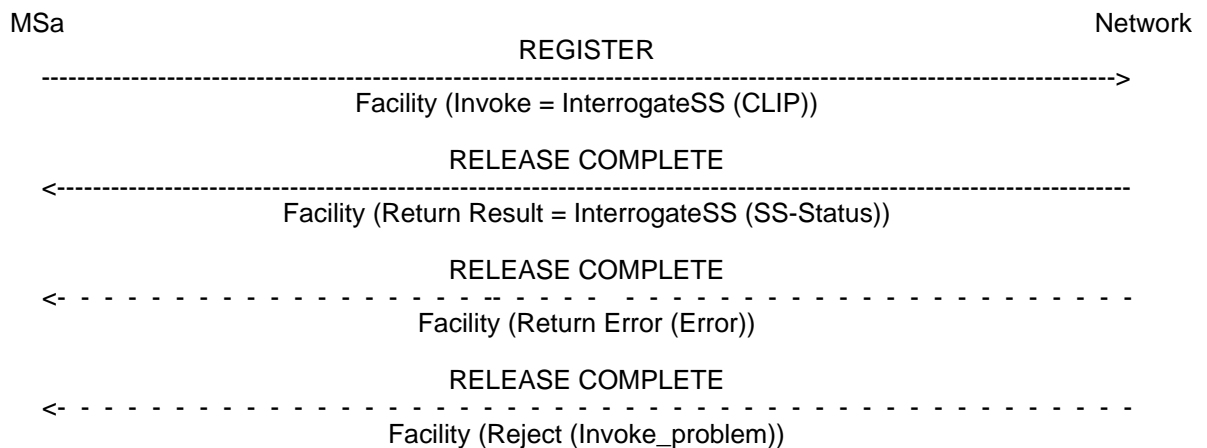 MSa Network
REGISTER
Facility (Invoke = InterrogateSS (CLIP))
RELEASE COMPLETE
Facility (Return Result = InterrogateSS (SS-Status))
RELEASE COMPLETE
Facility (Return Error (Error))
RELEASE COMPLETE
Facility (Reject (Invoke_problem))